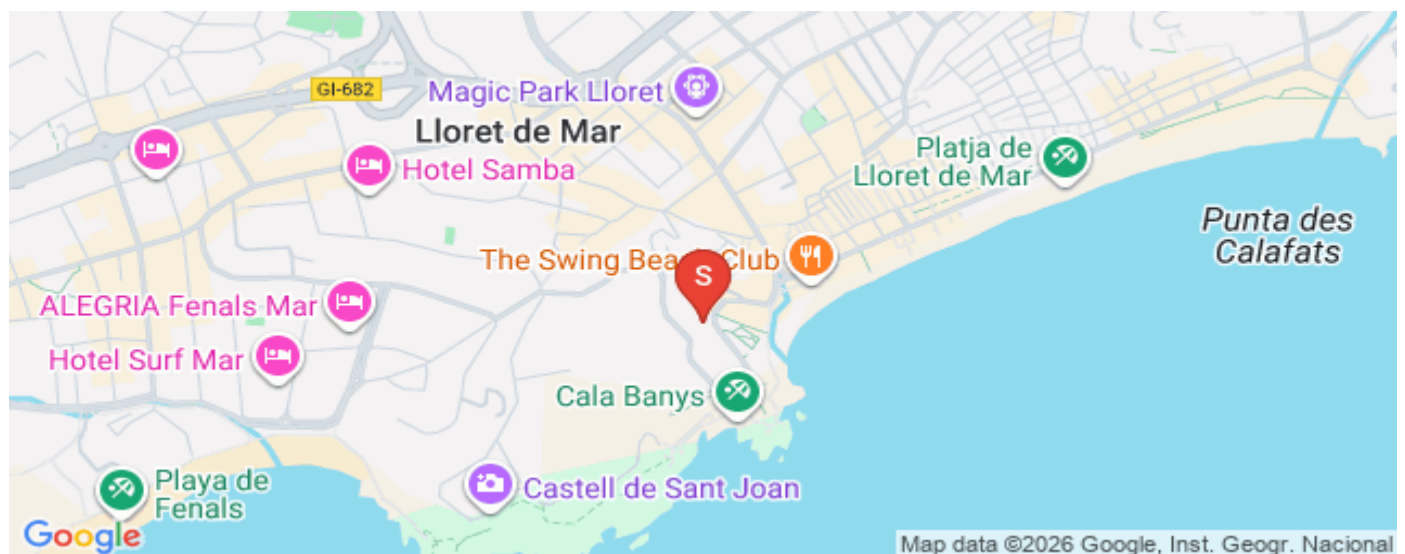 GI-682
Magic Park Lloret
Lloret de Mar
Hotel Samba
Platja de
Lloret de Mar
Punta des
Calafats
The Swing Beach Club
S
ALEGRIA Fenals Mar
Hotel Surf Mar
Cala Banys
Castell de Sant Joan
Playa de
Fenals
Google
Map data ©2026 Google, Inst. Geogr. Nacional